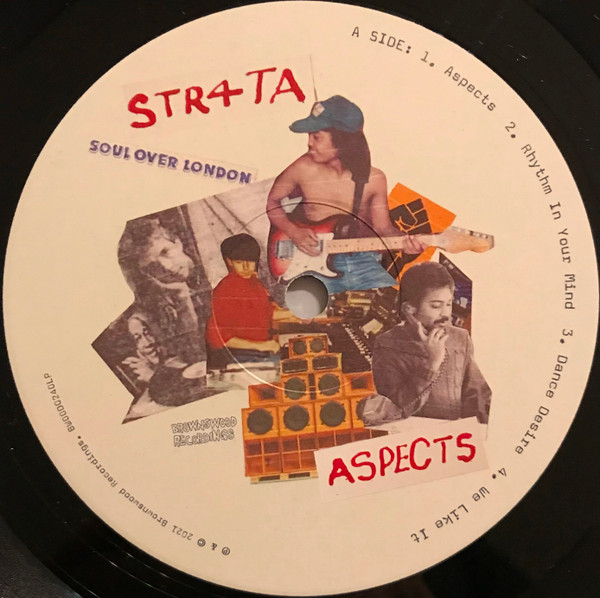 STR4TA
SOUL OVER LONDON
A SIDE: 1. Aspects 2. Rhythm In Your Mind 3. Dance Desire 4. We Like It
BROWNSWOOD
RECORDINGS
ASPECTS
℗ & © 2021 Brownswood Recordings. BWOOD0240LP